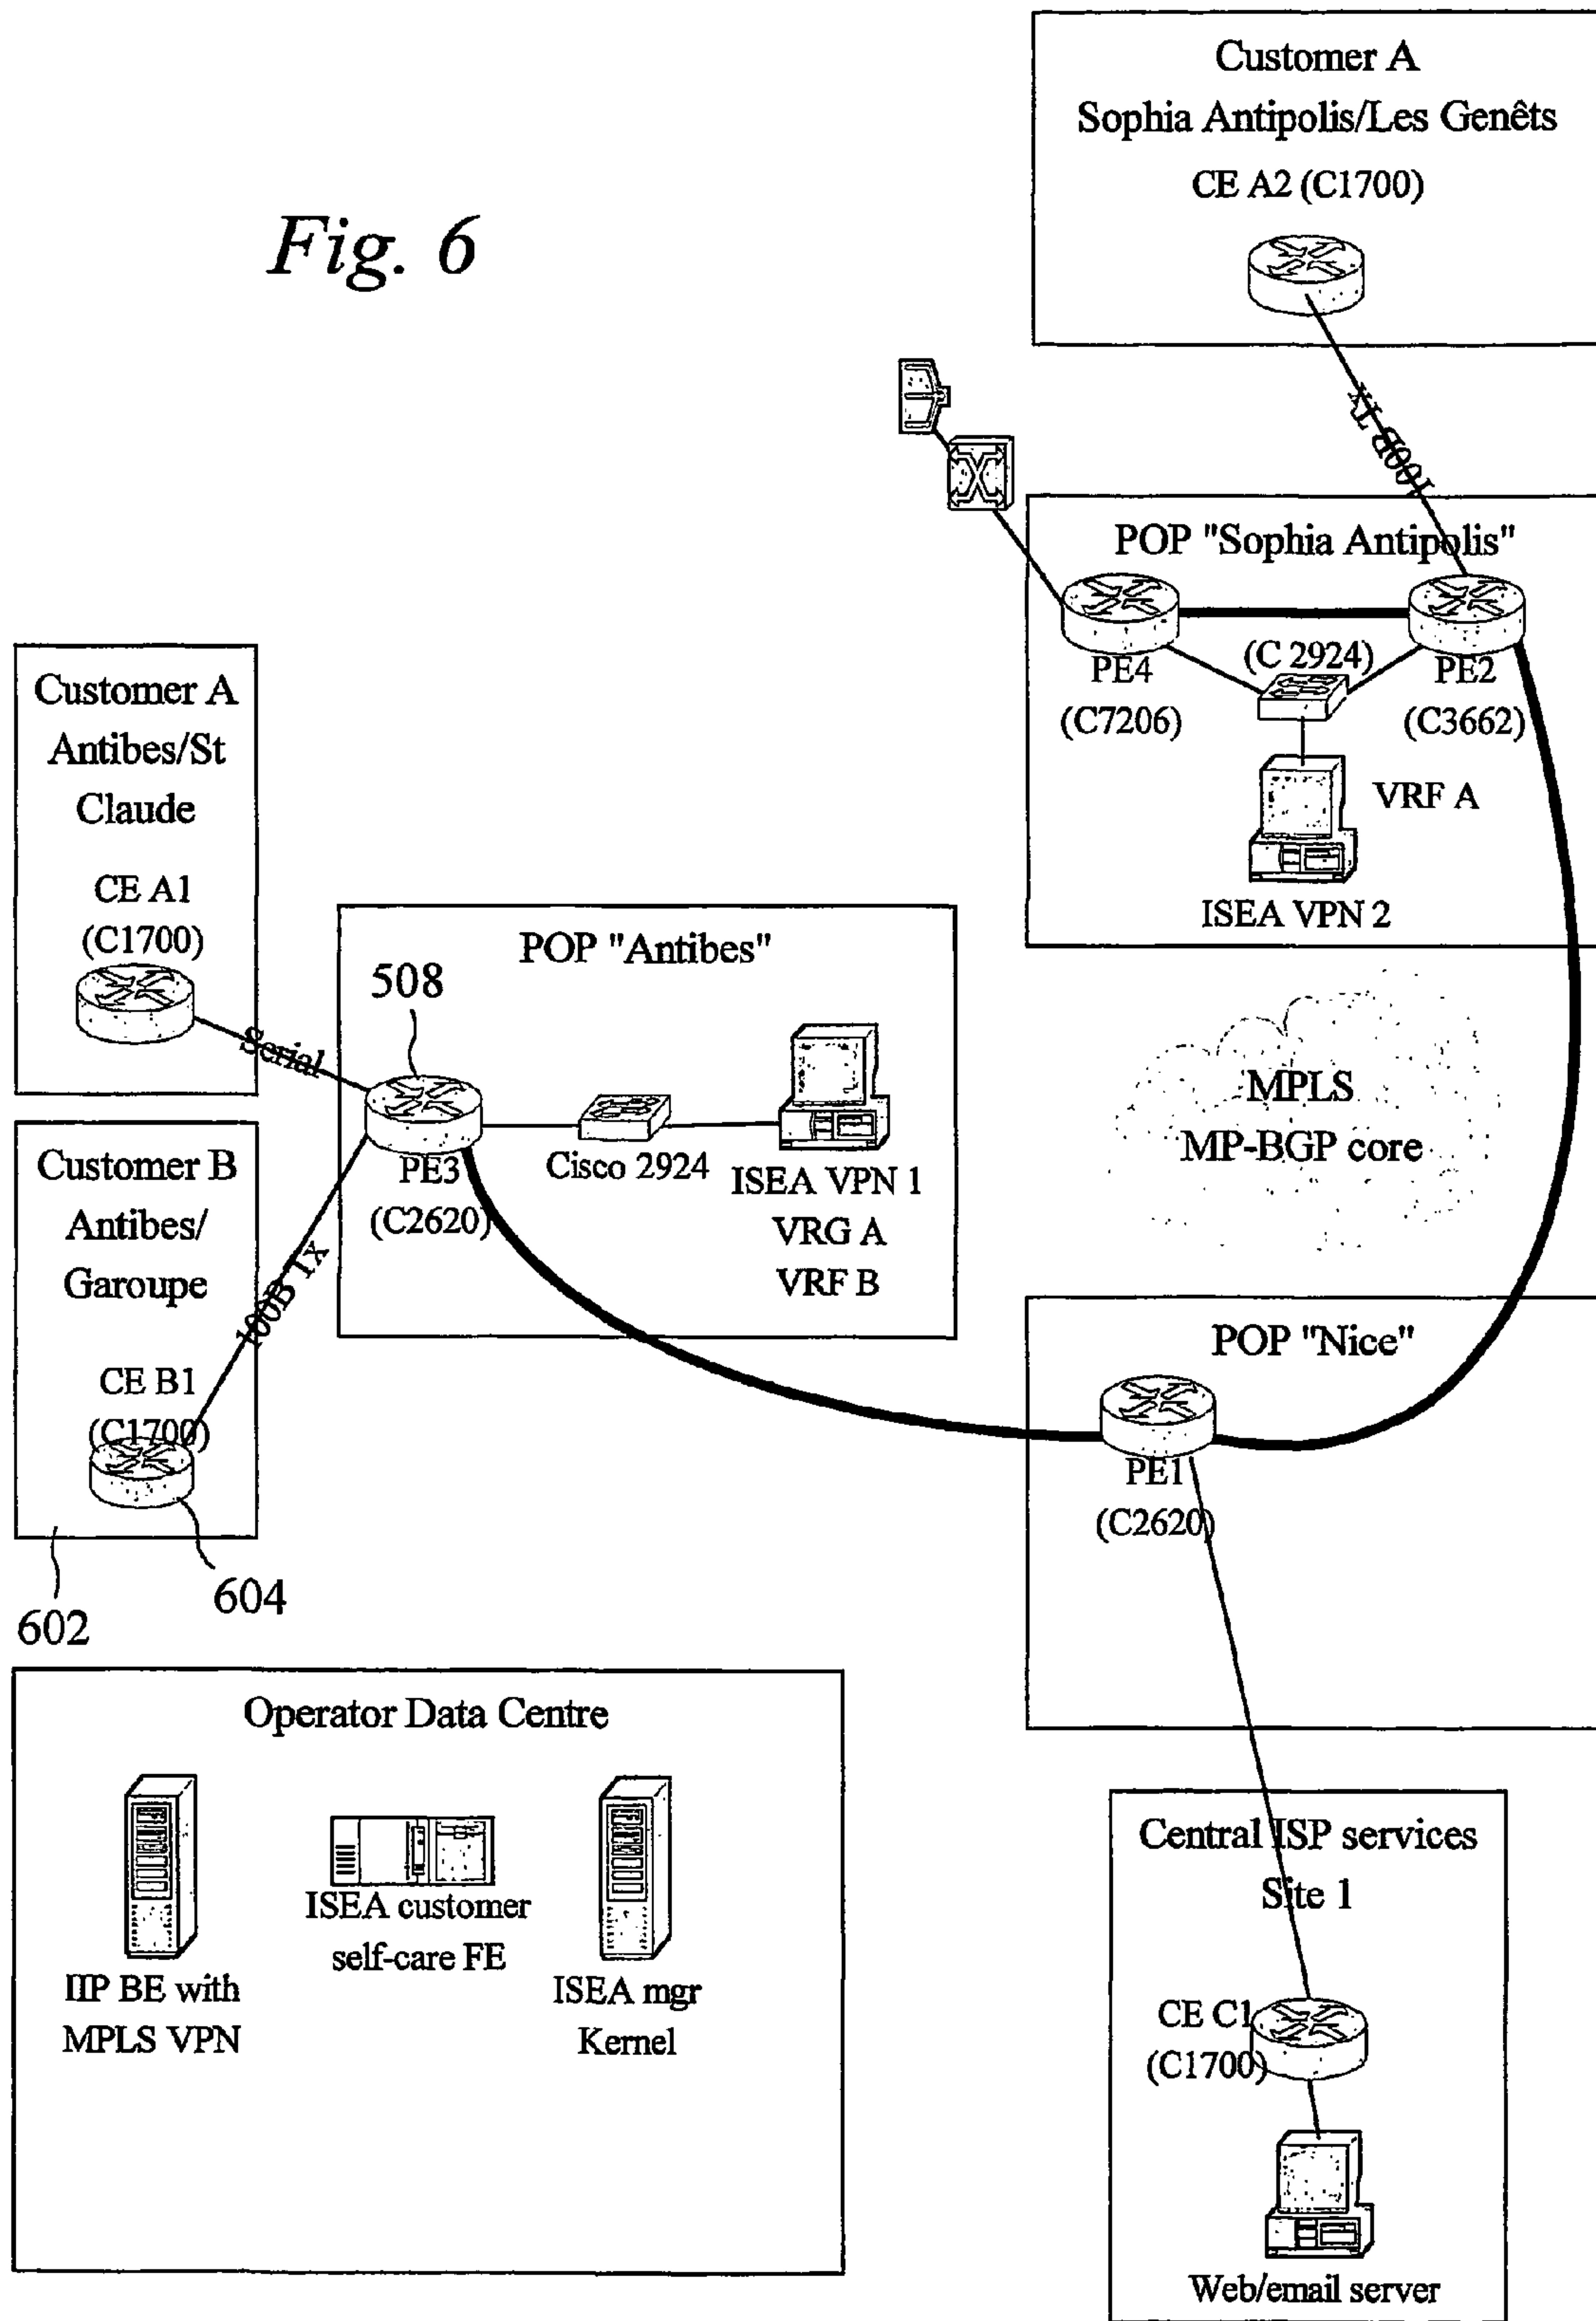 Fig. 6
Customer A
Sophia Antipolis/Les Genêts
CE A2 (C1700)
100B Tx
POP "Sophia Antipolis"
PE4
(C7206)
(C 2924)
PE2
(C3662)
VRF A
ISEA VPN 2
Customer A
Antibes/St
Claude
CE A1
(C1700)
Serial
POP "Antibes"
508
PE3
(C2620)
Cisco 2924
ISEA VPN 1
VRG A
VRF B
MPLS
MP-BGP core
Customer B
Antibes/
Garoupe
100B Tx
CE B1
(C1700)
602
604
POP "Nice"
PE1
(C2620)
Operator Data Centre
IIP BE with
MPLS VPN
ISEA customer
self-care FE
ISEA mgr
Kernel
Central ISP services
Site 1
CE C1
(C1700)
Web/email server